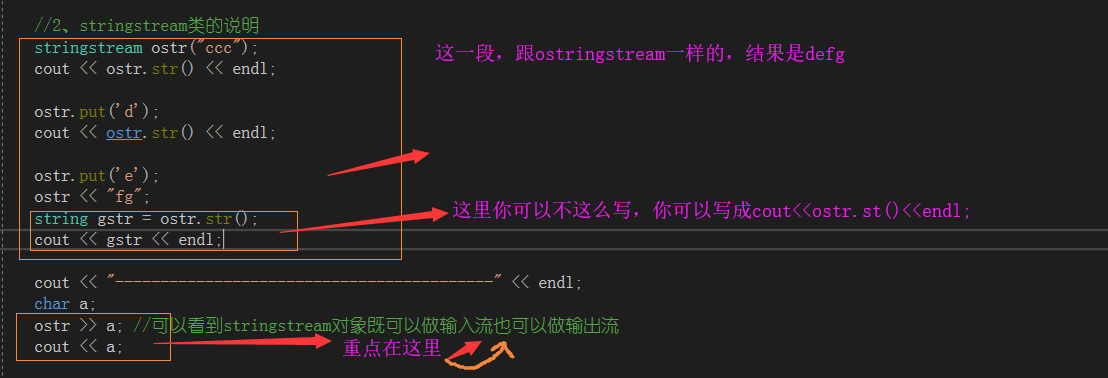 //2、stringstream类的说明
stringstream ostr("ccc");
这一段，跟ostringstream一样的，结果是defg
cout << ostr.str() << endl;
ostr.put('d');
cout << ostr.str() << endl;
ostr.put('e');
ostr << "fg";
string gstr = ostr.str();
这里你可以不这么写，你可以写成cout<<ostr.st()<<endl;
cout << gstr << endl;
cout << "-------------------------------------------" << endl;
char a;
ostr >> a; //可以看到stringstream对象既可以做输入流也可以做输出流
cout << a;
重点在这里